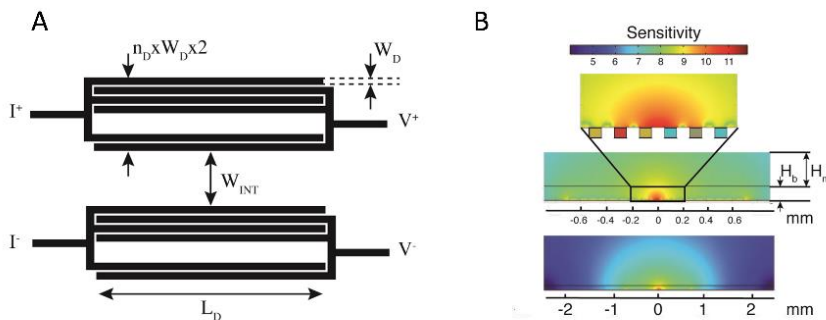 A
n_D x W_D x 2
W_D
I⁺
V⁺
W_INT
I⁻
V⁻
L_D
B
Sensitivity
5 6 7 8 9 10 11
H_b
H_m
-0.6 -0.4 -0.2 0 0.2 0.4 0.6
mm
-2 -1 0 1 2 mm